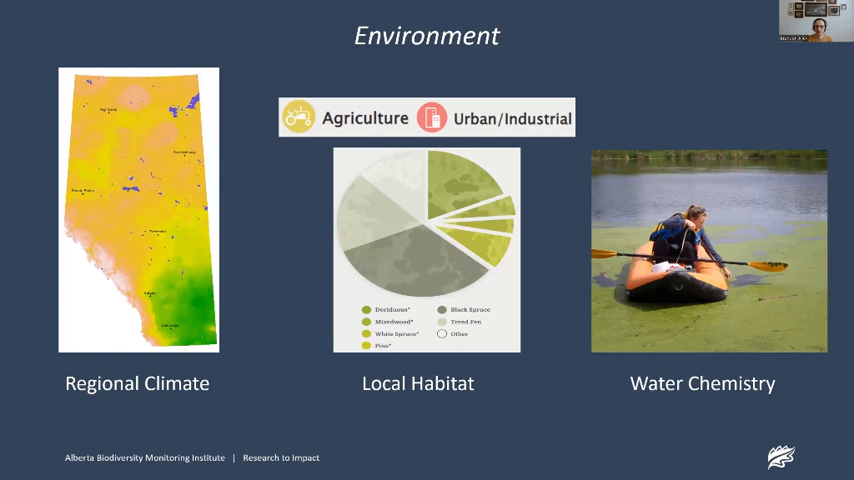 Environment
Agriculture
Urban/Industrial
Deciduous*
Mixedwood*
White Spruce*
Pine*
Black Spruce
Treed Fen
Other
Calgary
Regional Climate
Local Habitat
Water Chemistry
Alberta Biodiversity Monitoring Institute | Research to Impact